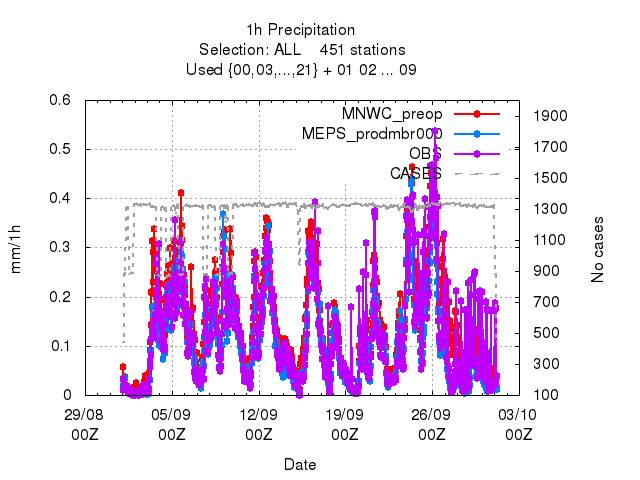 1h Precipitation
Selection: ALL    451 stations
Used {00,03,...,21} + 01 02 ... 09
MNWC_preop
MEPS_prodmbr000
OBS
CASES
mm/1h
0.6
0.5
0.4
0.3
0.2
0.1
0
1900
1700
1500
1300
1100
900
700
500
300
100
No cases
29/08 05/09 12/09 19/09 26/09 03/10
00Z 00Z 00Z 00Z 00Z 00Z
Date